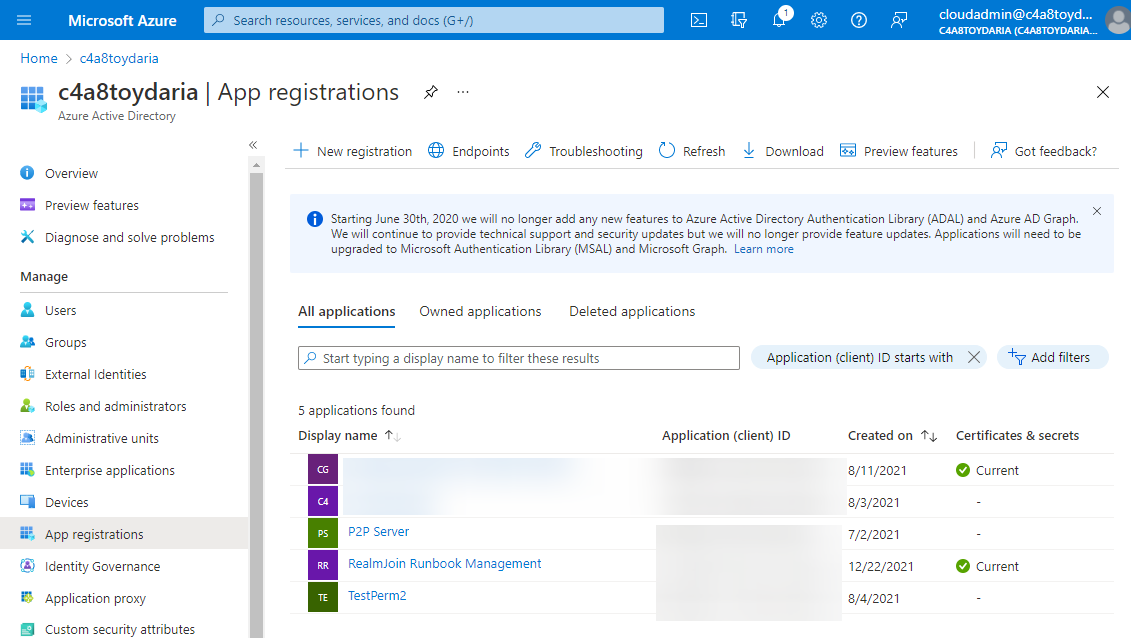 Microsoft Azure
Search resources, services, and docs (G+/)
1
cloudadmin@c4a8toyd...
C4A8TOYDARIA (C4A8TOYDARIA...
Home > c4a8toydaria
c4a8toydaria | App registrations
...
Azure Active Directory
«
Overview
Preview features
Diagnose and solve problems
Manage
Users
Groups
External Identities
Roles and administrators
Administrative units
Enterprise applications
Devices
App registrations
Identity Governance
Application proxy
Custom security attributes
New registration
Endpoints
Troubleshooting
Refresh
Download
Preview features
Got feedback?
Starting June 30th, 2020 we will no longer add any new features to Azure Active Directory Authentication Library (ADAL) and Azure AD Graph.
We will continue to provide technical support and security updates but we will no longer provide feature updates. Applications will need to be
upgraded to Microsoft Authentication Library (MSAL) and Microsoft Graph. Learn more
All applications
Owned applications
Deleted applications
Start typing a display name to filter these results
Application (client) ID starts with
Add filters
5 applications found
Display name
Application (client) ID
Created on
Certificates & secrets
CG 8/11/2021 Current
C4 8/3/2021 -
PS P2P Server 7/2/2021 -
RR RealmJoin Runbook Management 12/22/2021 Current
TE TestPerm2 8/4/2021 -